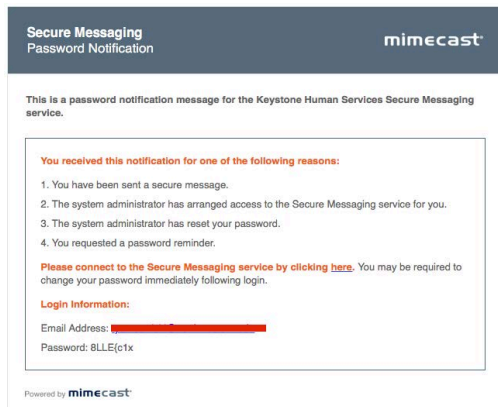 Secure Messaging
Password Notification
mimecast
This is a password notification message for the Keystone Human Services Secure Messaging
service.
You received this notification for one of the following reasons:
1. You have been sent a secure message.
2. The system administrator has arranged access to the Secure Messaging service for you.
3. The system administrator has reset your password.
4. You requested a password reminder.
Please connect to the Secure Messaging service by clicking here. You may be required to
change your password immediately following login.
Login Information:
Email Address:
Password: 8LLE{c1x
Powered by mimecast